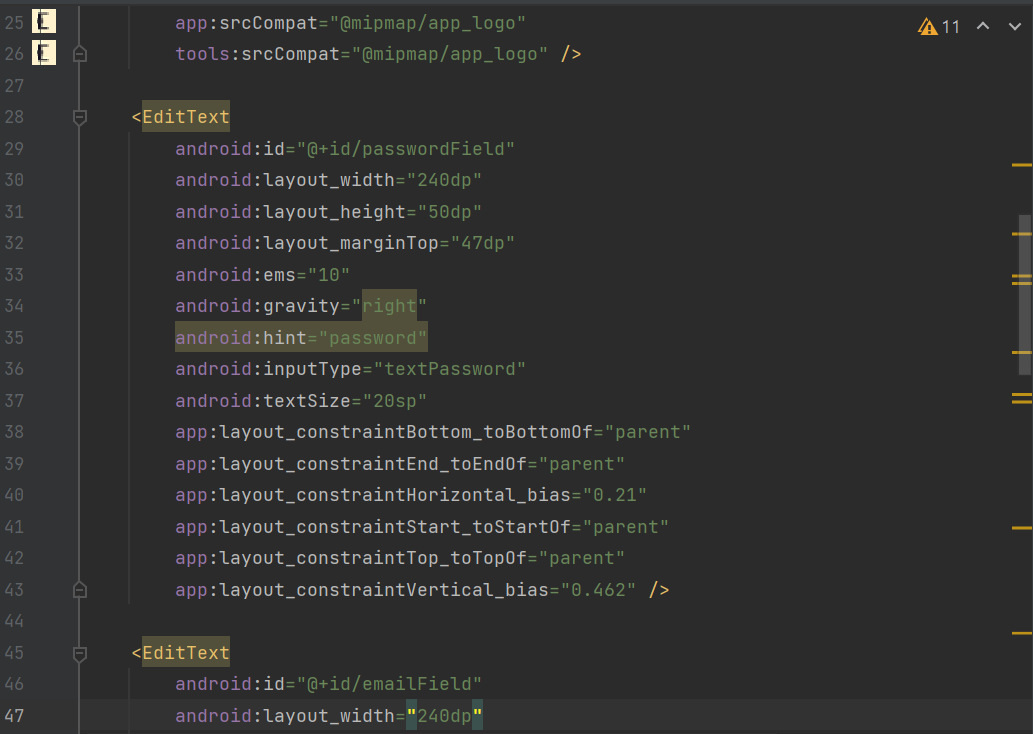 25 app:srcCompat="@mipmap/app_logo" 11
26 tools:srcCompat="@mipmap/app_logo" />
27
28 <EditText
29 android:id="@+id/passwordField"
30 android:layout_width="240dp"
31 android:layout_height="50dp"
32 android:layout_marginTop="47dp"
33 android:ems="10"
34 android:gravity="right"
35 android:hint="password"
36 android:inputType="textPassword"
37 android:textSize="20sp"
38 app:layout_constraintBottom_toBottomOf="parent"
39 app:layout_constraintEnd_toEndOf="parent"
40 app:layout_constraintHorizontal_bias="0.21"
41 app:layout_constraintStart_toStartOf="parent"
42 app:layout_constraintTop_toTopOf="parent"
43 app:layout_constraintVertical_bias="0.462" />
44
45 <EditText
46 android:id="@+id/emailField"
47 android:layout_width="240dp"